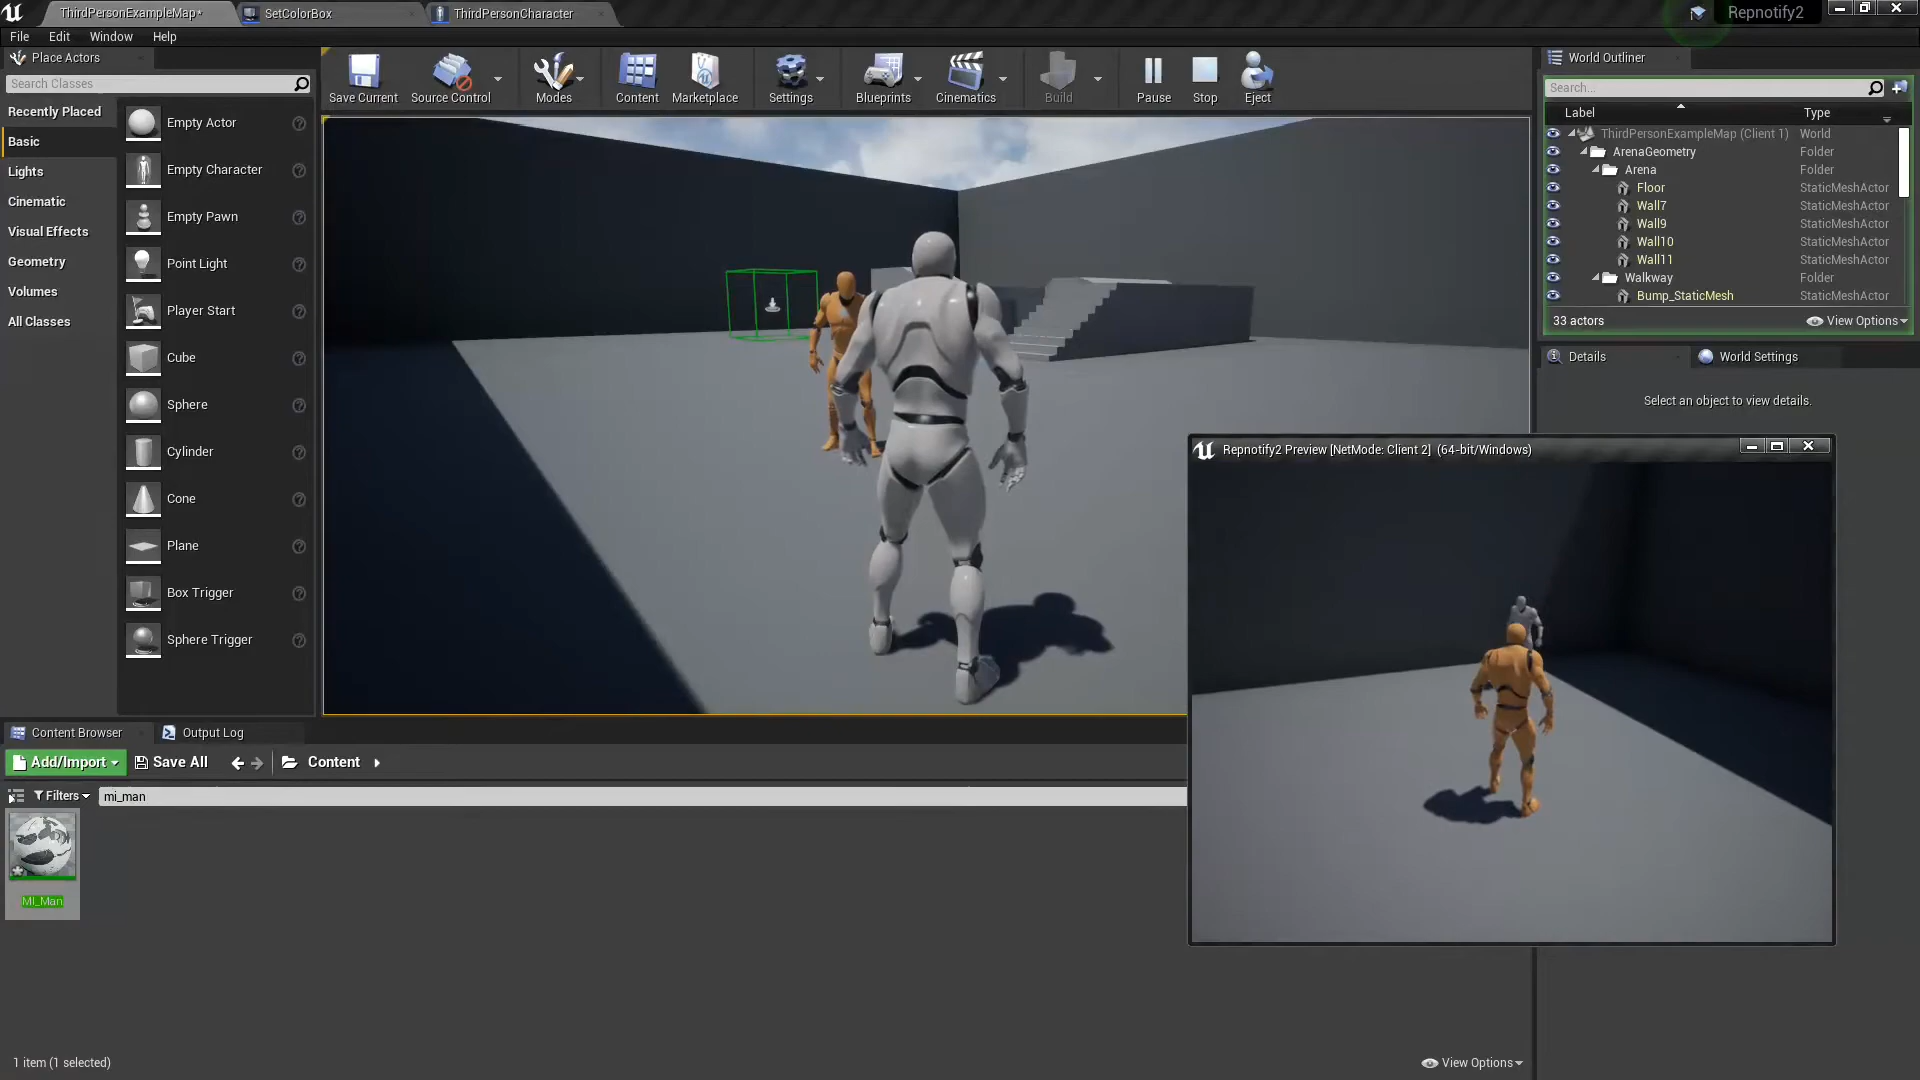 ThirdPersonExampleMap*
SetColorBox
ThirdPersonCharacter
Repnotify2
File
Edit
Window
Help
Place Actors
World Outliner
Search Classes
Save Current
Source Control
Modes
Content
Marketplace
Settings
Blueprints
Cinematics
Build
Pause
Stop
Eject
Search...
Label
Type
Recently Placed
Basic
Lights
Cinematic
Visual Effects
Geometry
Volumes
All Classes
Empty Actor
Empty Character
Empty Pawn
Point Light
Player Start
Cube
Sphere
Cylinder
Cone
Plane
Box Trigger
Sphere Trigger
ThirdPersonExampleMap (Client 1) World
ArenaGeometry Folder
Arena Folder
Floor StaticMeshActor
Wall7 StaticMeshActor
Wall9 StaticMeshActor
Wall10 StaticMeshActor
Wall11 StaticMeshActor
Walkway Folder
Bump_StaticMesh StaticMeshActor
33 actors
View Options
Details
World Settings
Select an object to view details.
Repnotify2 Preview [NetMode: Client 2] (64-bit/Windows)
Content Browser
Output Log
Add/Import
Save All
Content
Filters
mi_man
MI_Man
1 item (1 selected)
View Options